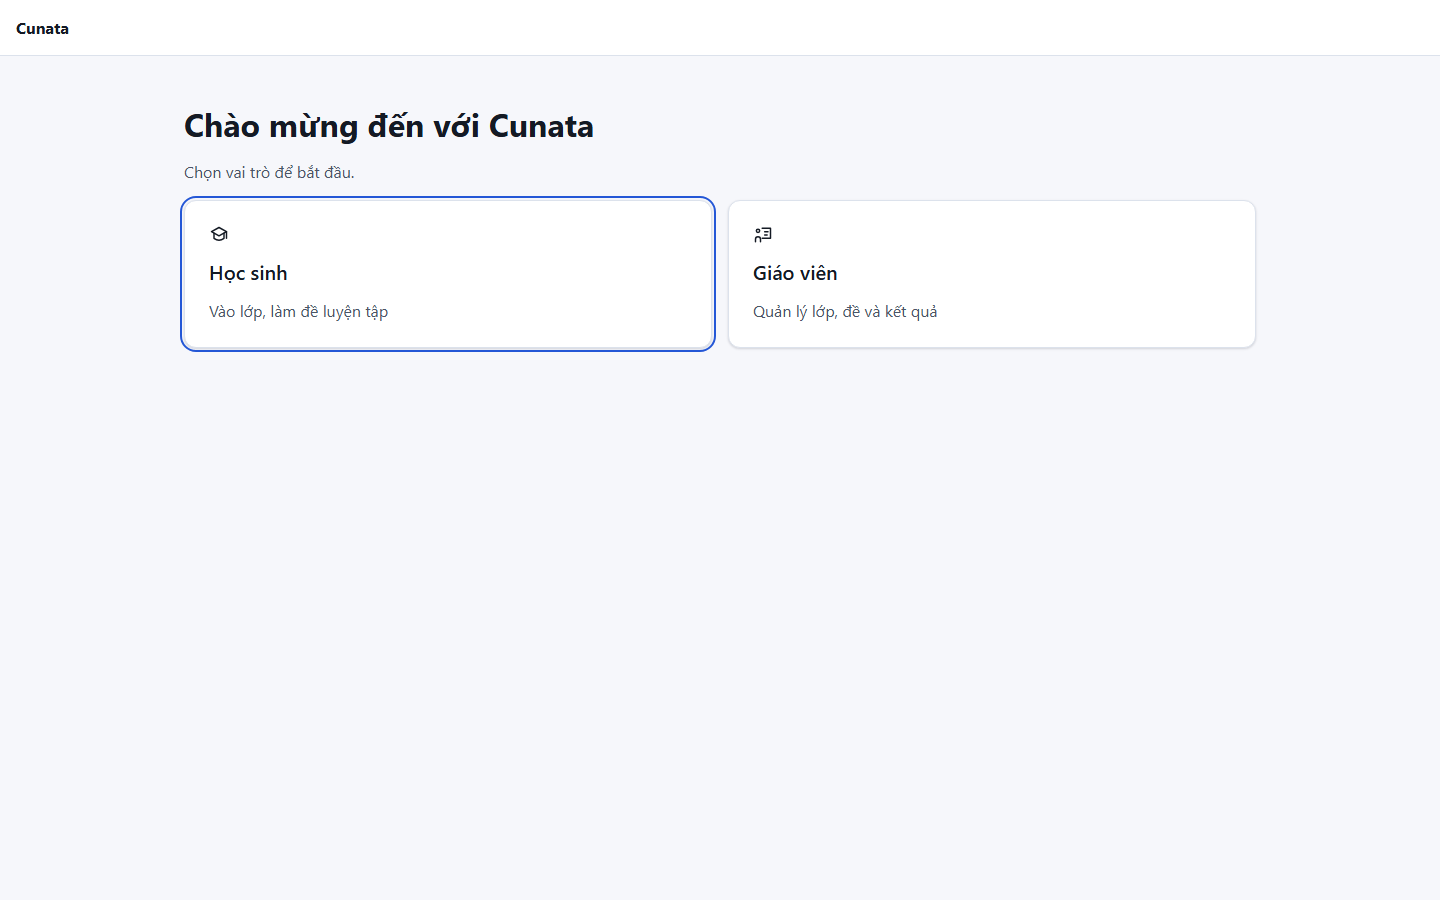 Cunata
Chào mừng đến với Cunata
Chọn vai trò để bắt đầu.
Học sinh
Vào lớp, làm đề luyện tập
Giáo viên
Quản lý lớp, đề và kết quả